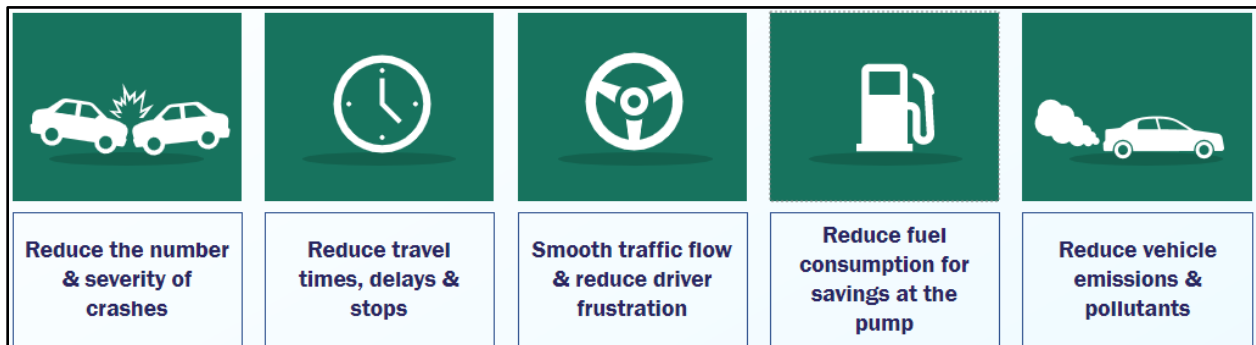 Reduce the number
& severity of
crashes
Reduce travel
times, delays &
stops
Smooth traffic flow
& reduce driver
frustration
Reduce fuel
consumption for
savings at the
pump
Reduce vehicle
emissions &
pollutants